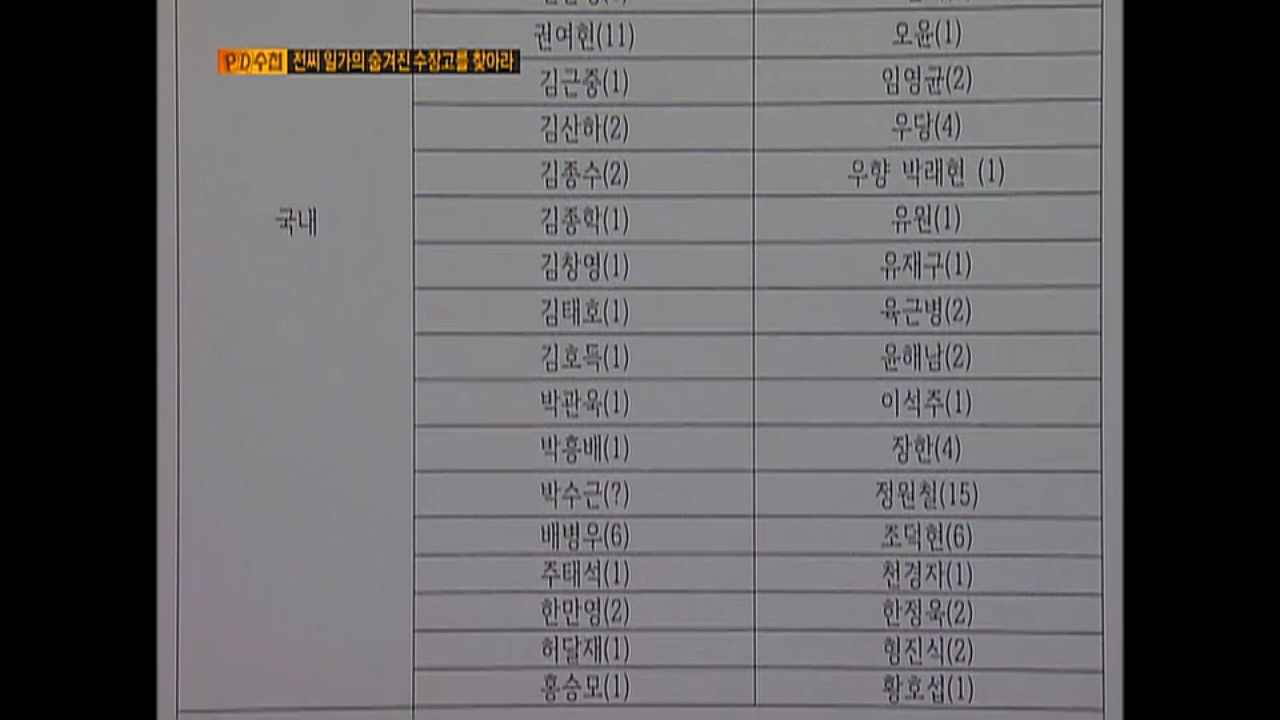 권여현(11) 오윤(1)
PD수첩 전씨 일가의 숨겨진 수장고를 찾아라
김근중(1) 임영균(2)
김산하(2) 우당(4)
김종수(2) 우향 박래현 (1)
국내 김종학(1) 유원(1)
김창영(1) 유재구(1)
김태호(1) 육근병(2)
김호득(1) 윤해남(2)
박관욱(1) 이석주(1)
박흥배(1) 장한(4)
박수근(?) 정원철(15)
배병우(6) 조덕현(6)
주태석(1) 천경자(1)
한만영(2) 한정욱(2)
허달재(1) 형진식(2)
홍승모(1) 황호섭(1)